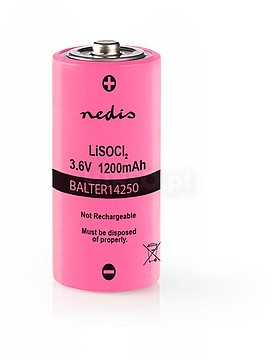 nedis
LiSOCl₂
3.6V 1200mAh
BALTER14250
Not Rechargeable
Must be disposed
of properly.